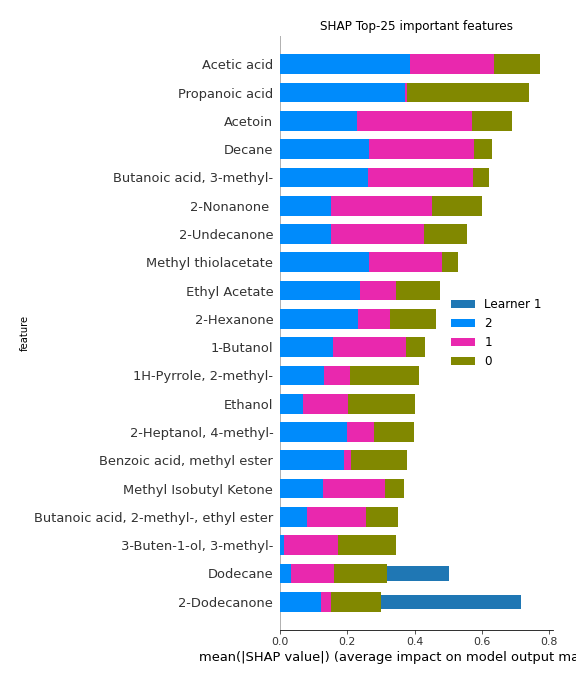 SHAP Top-25 important features
Acetic acid
Propanoic acid
Acetoin
Decane
Butanoic acid, 3-methyl-
2-Nonanone
2-Undecanone
Methyl thiolacetate
Ethyl Acetate
2-Hexanone
1-Butanol
1H-Pyrrole, 2-methyl-
Ethanol
2-Heptanol, 4-methyl-
Benzoic acid, methyl ester
Methyl Isobutyl Ketone
Butanoic acid, 2-methyl-, ethyl ester
3-Buten-1-ol, 3-methyl-
Dodecane
2-Dodecanone
feature
Learner 1
2
1
0
0.0 0.2 0.4 0.6 0.8
mean(|SHAP value|) (average impact on model output ma